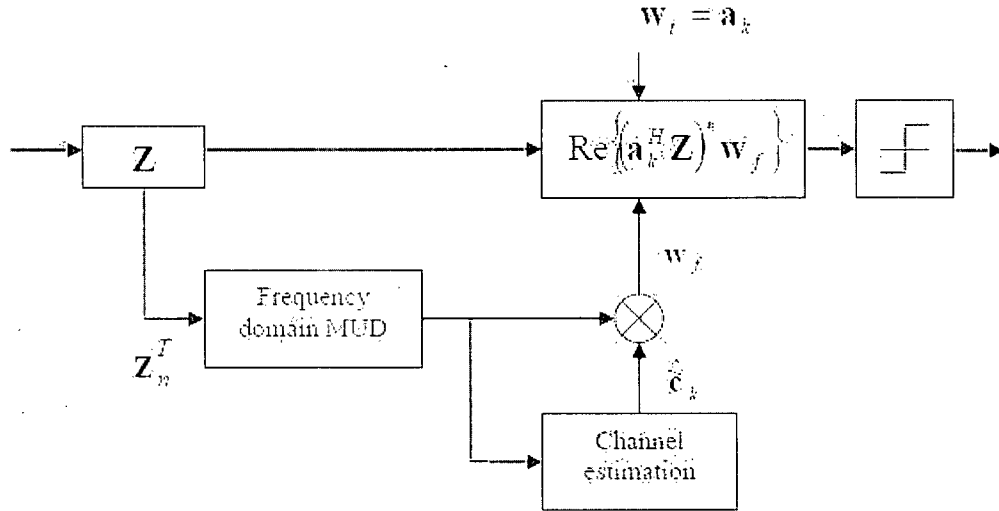 w_t = a_k
Z
Re{(a_k^H Z)^* w_f}
w_f
Frequency
domain MUD
Z_n^T
ĉ_k
Channel
estimation